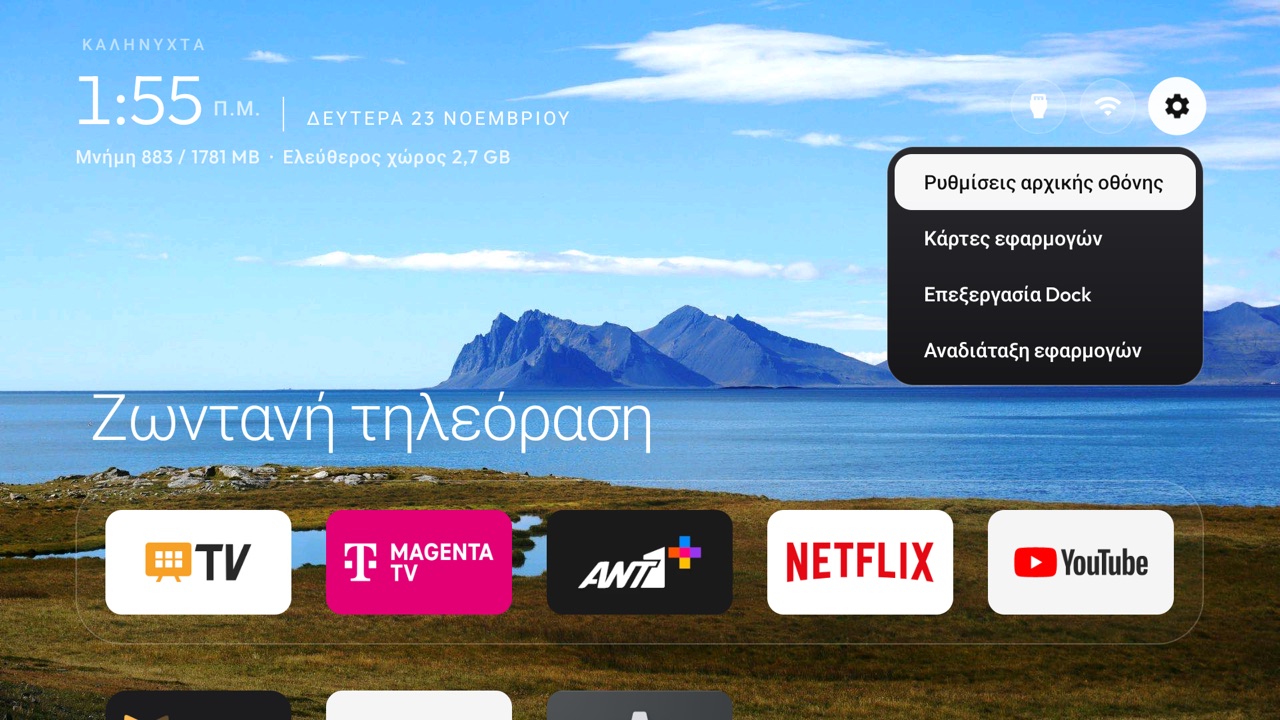 ΚΑΛΗΝΥΧΤΑ
1:55 Π.Μ.
ΔΕΥΤΕΡΑ 23 ΝΟΕΜΒΡΙΟΥ
Μνήμη 883 / 1781 MB · Ελεύθερος χώρος 2,7 GB
Ρυθμίσεις αρχικής οθόνης
Κάρτες εφαρμογών
Επεξεργασία Dock
Αναδιάταξη εφαρμογών
Ζωντανή τηλεόραση
TV
T MAGENTA TV
ANT1+
NETFLIX
YouTube